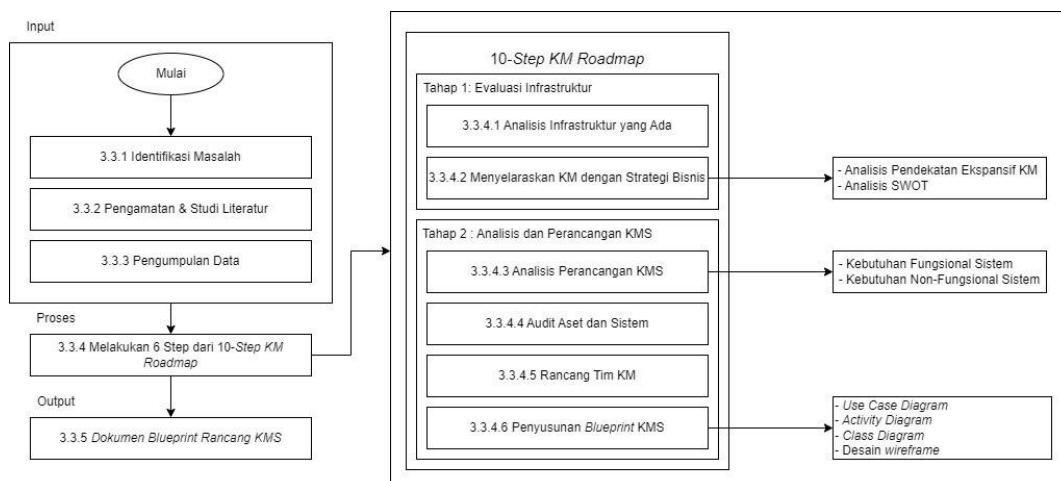 Input
Mulai
3.3.1 Identifikasi Masalah
3.3.2 Pengamatan & Studi Literatur
3.3.3 Pengumpulan Data
Proses
3.3.4 Melakukan 6 Step dari 10-Step KM
Roadmap
Output
3.3.5 Dokumen Blueprint Rancang KMS
10-Step KM Roadmap
Tahap 1: Evaluasi Infrastruktur
3.3.4.1 Analisis Infrastruktur yang Ada
3.3.4.2 Menyelaraskan KM dengan Strategi Bisnis
- Analisis Pendekatan Ekspansif KM
- Analisis SWOT
Tahap 2 : Analisis dan Perancangan KMS
3.3.4.3 Analisis Perancangan KMS
- Kebutuhan Fungsional Sistem
- Kebutuhan Non-Fungsional Sistem
3.3.4.4 Audit Aset dan Sistem
3.3.4.5 Rancang Tim KM
3.3.4.6 Penyusunan Blueprint KMS
- Use Case Diagram
- Activity Diagram
- Class Diagram
- Desain wireframe